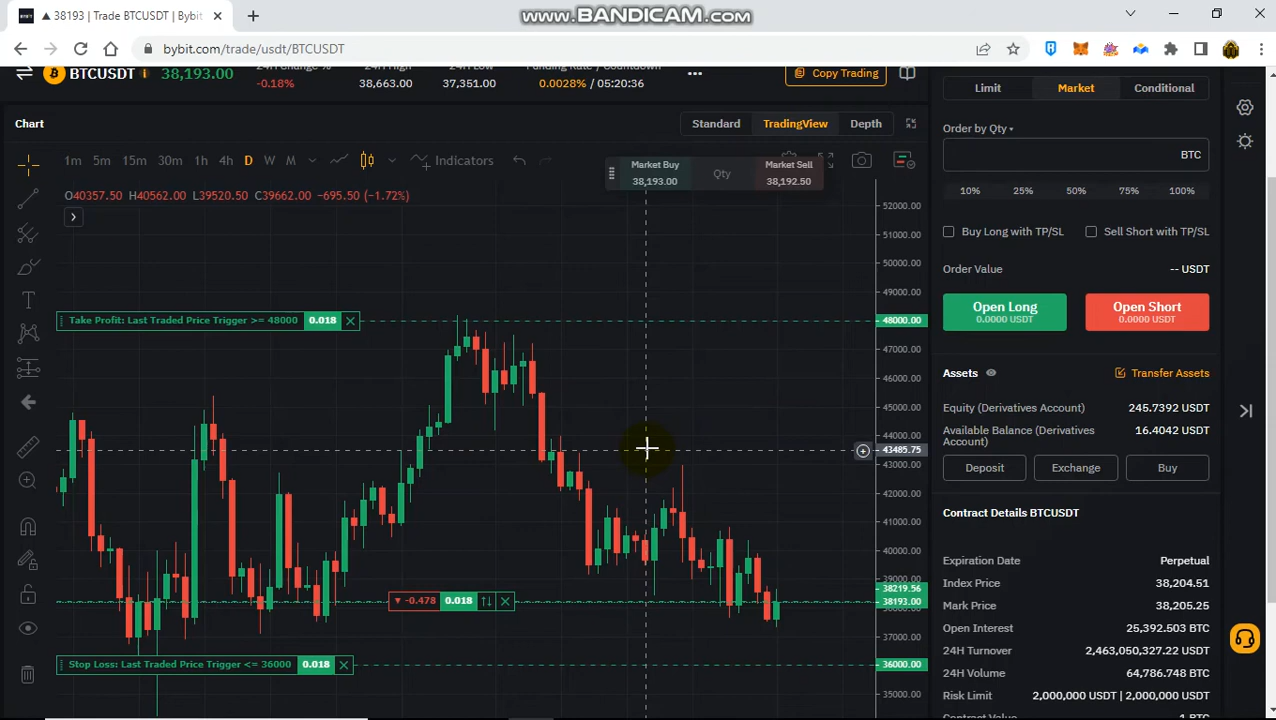 ▲ 38193 | Trade BTCUSDT | Bybit
www.BANDICAM.com
bybit.com/trade/usdt/BTCUSDT
BTCUSDT 38,193.00
-0.18%
38,663.00
37,351.00
0.0028% / 05:20:36
Copy Trading
Chart
Standard TradingView Depth
1m 5m 15m 30m 1h 4h D W M Indicators
Market Buy
38,193.00
Qty
Market Sell
38,192.50
O40357.50 H40562.00 L39520.50 C39662.00 -695.50 (-1.72%)
52000.00
51000.00
50000.00
49000.00
Take Profit: Last Traded Price Trigger >= 48000 0.018
48000.00
47000.00
46000.00
45000.00
44000.00
43485.75
43000.00
42000.00
41000.00
40000.00
39000.00
38219.56
38193.00
▼ -0.478 0.018
37000.00
Stop Loss: Last Traded Price Trigger <= 36000 0.018
36000.00
35000.00
Limit Market Conditional
Order by Qty
BTC
10% 25% 50% 75% 100%
Buy Long with TP/SL Sell Short with TP/SL
Order Value -- USDT
Open Long
0.0000 USDT
Open Short
0.0000 USDT
Assets Transfer Assets
Equity (Derivatives Account) 245.7392 USDT
Available Balance (Derivatives Account) 16.4042 USDT
Deposit Exchange Buy
Contract Details BTCUSDT
Expiration Date Perpetual
Index Price 38,204.51
Mark Price 38,205.25
Open Interest 25,392.503 BTC
24H Turnover 2,463,050,327.22 USDT
24H Volume 64,786.748 BTC
Risk Limit 2,000,000 USDT | 2,000,000 USDT